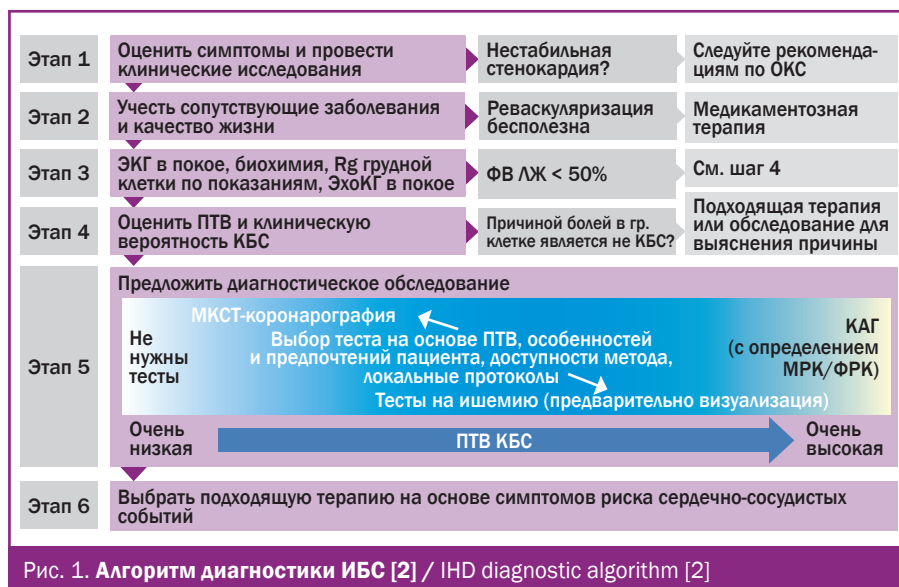 Этап 1
Оценить симптомы и провести
клинические исследования
Нестабильная
стенокардия?
Следуйте рекоменда-
циям по ОКС
Этап 2
Учесть сопутствующие заболевания
и качество жизни
Реваскуляризация
бесполезна
Медикаментозная
терапия
Этап 3
ЭКГ в покое, биохимия, Rg грудной
клетки по показаниям, ЭхоКГ в покое
ФВ ЛЖ < 50%
См. шаг 4
Этап 4
Оценить ПТВ и клиническую
вероятность КБС
Причиной болей в гр.
клетке является не КБС?
Подходящая терапия
или обследование для
выяснения причины
Этап 5
Предложить диагностическое обследование
МКСТ-коронарография
Не
нужны
тесты
Выбор теста на основе ПТВ, особенностей
и предпочтений пациента, доступности метода,
локальные протоколы
Тесты на ишемию (предварительно визуализация)
КАГ
(с определением
МРК/ФРК)
Очень
низкая
ПТВ КБС
Очень
высокая
Этап 6
Выбрать подходящую терапию на основе симптомов риска сердечно-сосудистых
событий
Рис. 1. Алгоритм диагностики ИБС [2] / IHD diagnostic algorithm [2]